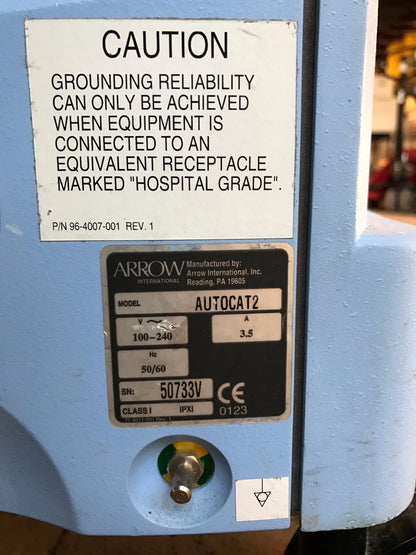 CAUTION
GROUNDING RELIABILITY
CAN ONLY BE ACHIEVED
WHEN EQUIPMENT IS
CONNECTED TO AN
EQUIVALENT RECEPTACLE
MARKED "HOSPITAL GRADE".
P/N 96-4007-001 REV. 1
ARROW
INTERNATIONAL
Manufactured by:
Arrow International, Inc.
Reading, PA 19605
MODEL AUTOCAT2
V A
100-240 3.5
Hz
50/60
SN: 50733V
CLASS I IPXI
CE
0123